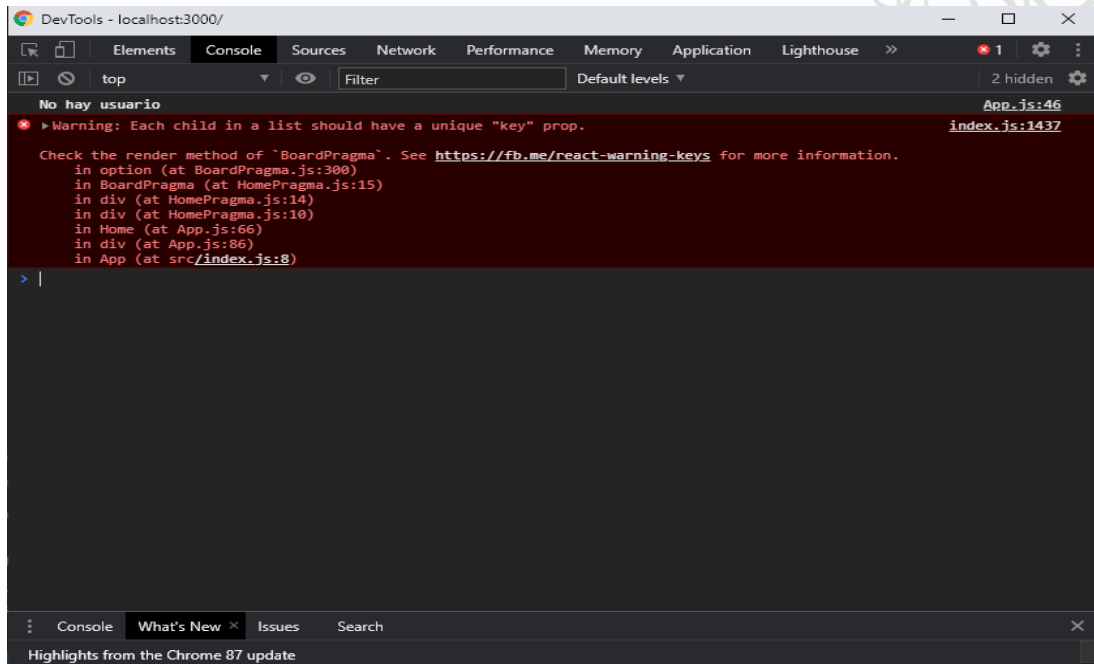 DevTools - localhost:3000/
Elements Console Sources Network Performance Memory Application Lighthouse » 1
top Filter Default levels 2 hidden
No hay usuario App.js:46
Warning: Each child in a list should have a unique "key" prop. index.js:1437
Check the render method of `BoardPragma`. See https://fb.me/react-warning-keys for more information.
in option (at BoardPragma.js:300)
in BoardPragma (at HomePragma.js:15)
in div (at HomePragma.js:14)
in div (at HomePragma.js:10)
in Home (at App.js:66)
in div (at App.js:86)
in App (at src/index.js:8)
>
Console What's New × Issues Search
Highlights from the Chrome 87 update